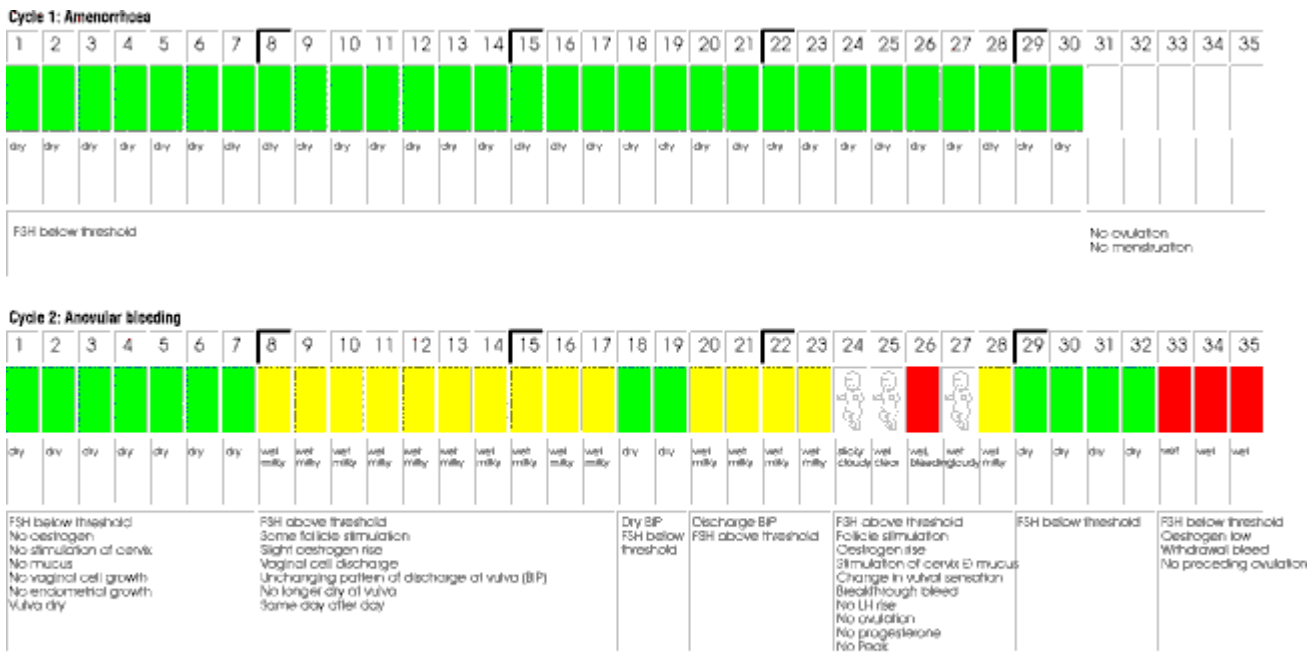 Cycle 1: Amenorrhoea
1 2 3 4 5 6 7 8 9 10 11 12 13 14 15 16 17 18 19 20 21 22 23 24 25 26 27 28 29 30 31 32 33 34 35
dry dry dry dry dry dry dry dry dry dry dry dry dry dry dry dry dry dry dry dry dry dry dry dry dry dry dry dry dry dry
FSH below threshold
No ovulation
No menstruation
Cycle 2: Anovular bleeding
1 2 3 4 5 6 7 8 9 10 11 12 13 14 15 16 17 18 19 20 21 22 23 24 25 26 27 28 29 30 31 32 33 34 35
dry dry dry dry dry dry dry wet wet wet wet wet wet wet wet wet wet dry dry wet wet wet wet sticky wet wet, wet wet dry dry dry dry wet wet wet
milky milky milky milky milky milky milky milky milky milky milky milky milky milky cloudy clear bleeding cloudy milky
FSH below threshold
No oestrogen
No stimulation of cervix
No mucus
No vaginal cell growth
No endometrial growth
Vulva dry
FSH above threshold
Some follicle stimulation
Slight oestrogen rise
Vaginal cell discharge
Unchanging pattern of discharge at vulva (BIP)
No longer dry at vulva
Same day after day
Dry BIP
FSH below
threshold
Discharge BIP
FSH above threshold
FSH above threshold
Follicle stimulation
Oestrogen rise
Stimulation of cervix & mucus
Change in vulval sensation
Breakthrough bleed
No LH rise
No ovulation
No progesterone
No Peak
FSH below threshold
FSH below threshold
Oestrogen low
Withdrawal bleed
No preceding ovulation